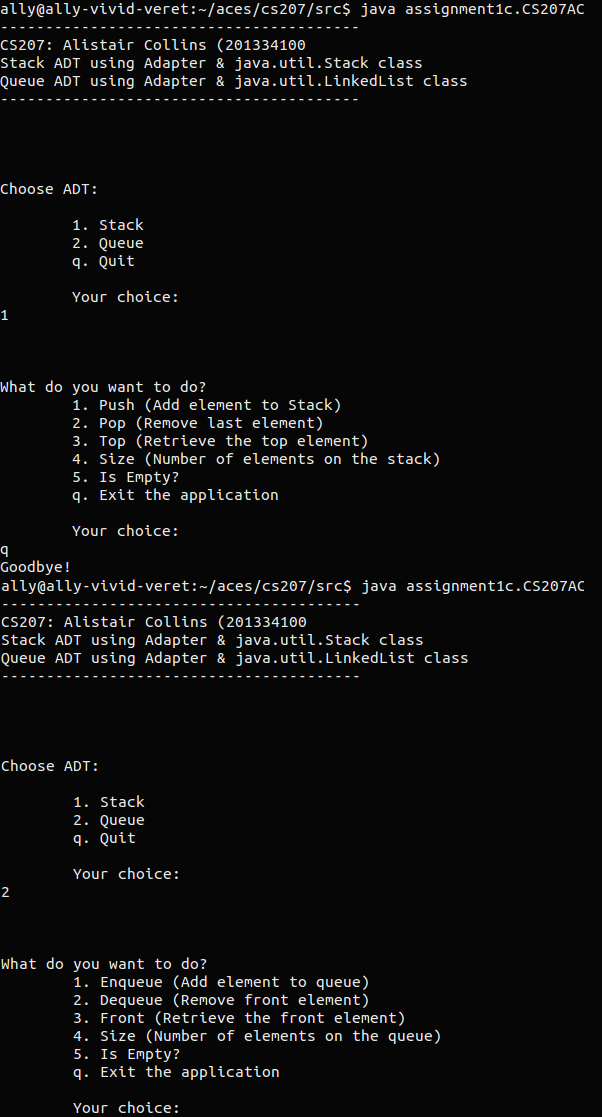 ally@ally-vivid-veret:~/aces/cs207/src$ java assignment1c.CS207AC
----------------------------------------
CS207: Alistair Collins (201334100
Stack ADT using Adapter & java.util.Stack class
Queue ADT using Adapter & java.util.LinkedList class
----------------------------------------
Choose ADT:
1. Stack
2. Queue
q. Quit
Your choice:
1
What do you want to do?
1. Push (Add element to Stack)
2. Pop (Remove last element)
3. Top (Retrieve the top element)
4. Size (Number of elements on the stack)
5. Is Empty?
q. Exit the application
Your choice:
q
Goodbye!
ally@ally-vivid-veret:~/aces/cs207/src$ java assignment1c.CS207AC
----------------------------------------
CS207: Alistair Collins (201334100
Stack ADT using Adapter & java.util.Stack class
Queue ADT using Adapter & java.util.LinkedList class
----------------------------------------
Choose ADT:
1. Stack
2. Queue
q. Quit
Your choice:
2
What do you want to do?
1. Enqueue (Add element to queue)
2. Dequeue (Remove front element)
3. Front (Retrieve the front element)
4. Size (Number of elements on the queue)
5. Is Empty?
q. Exit the application
Your choice: